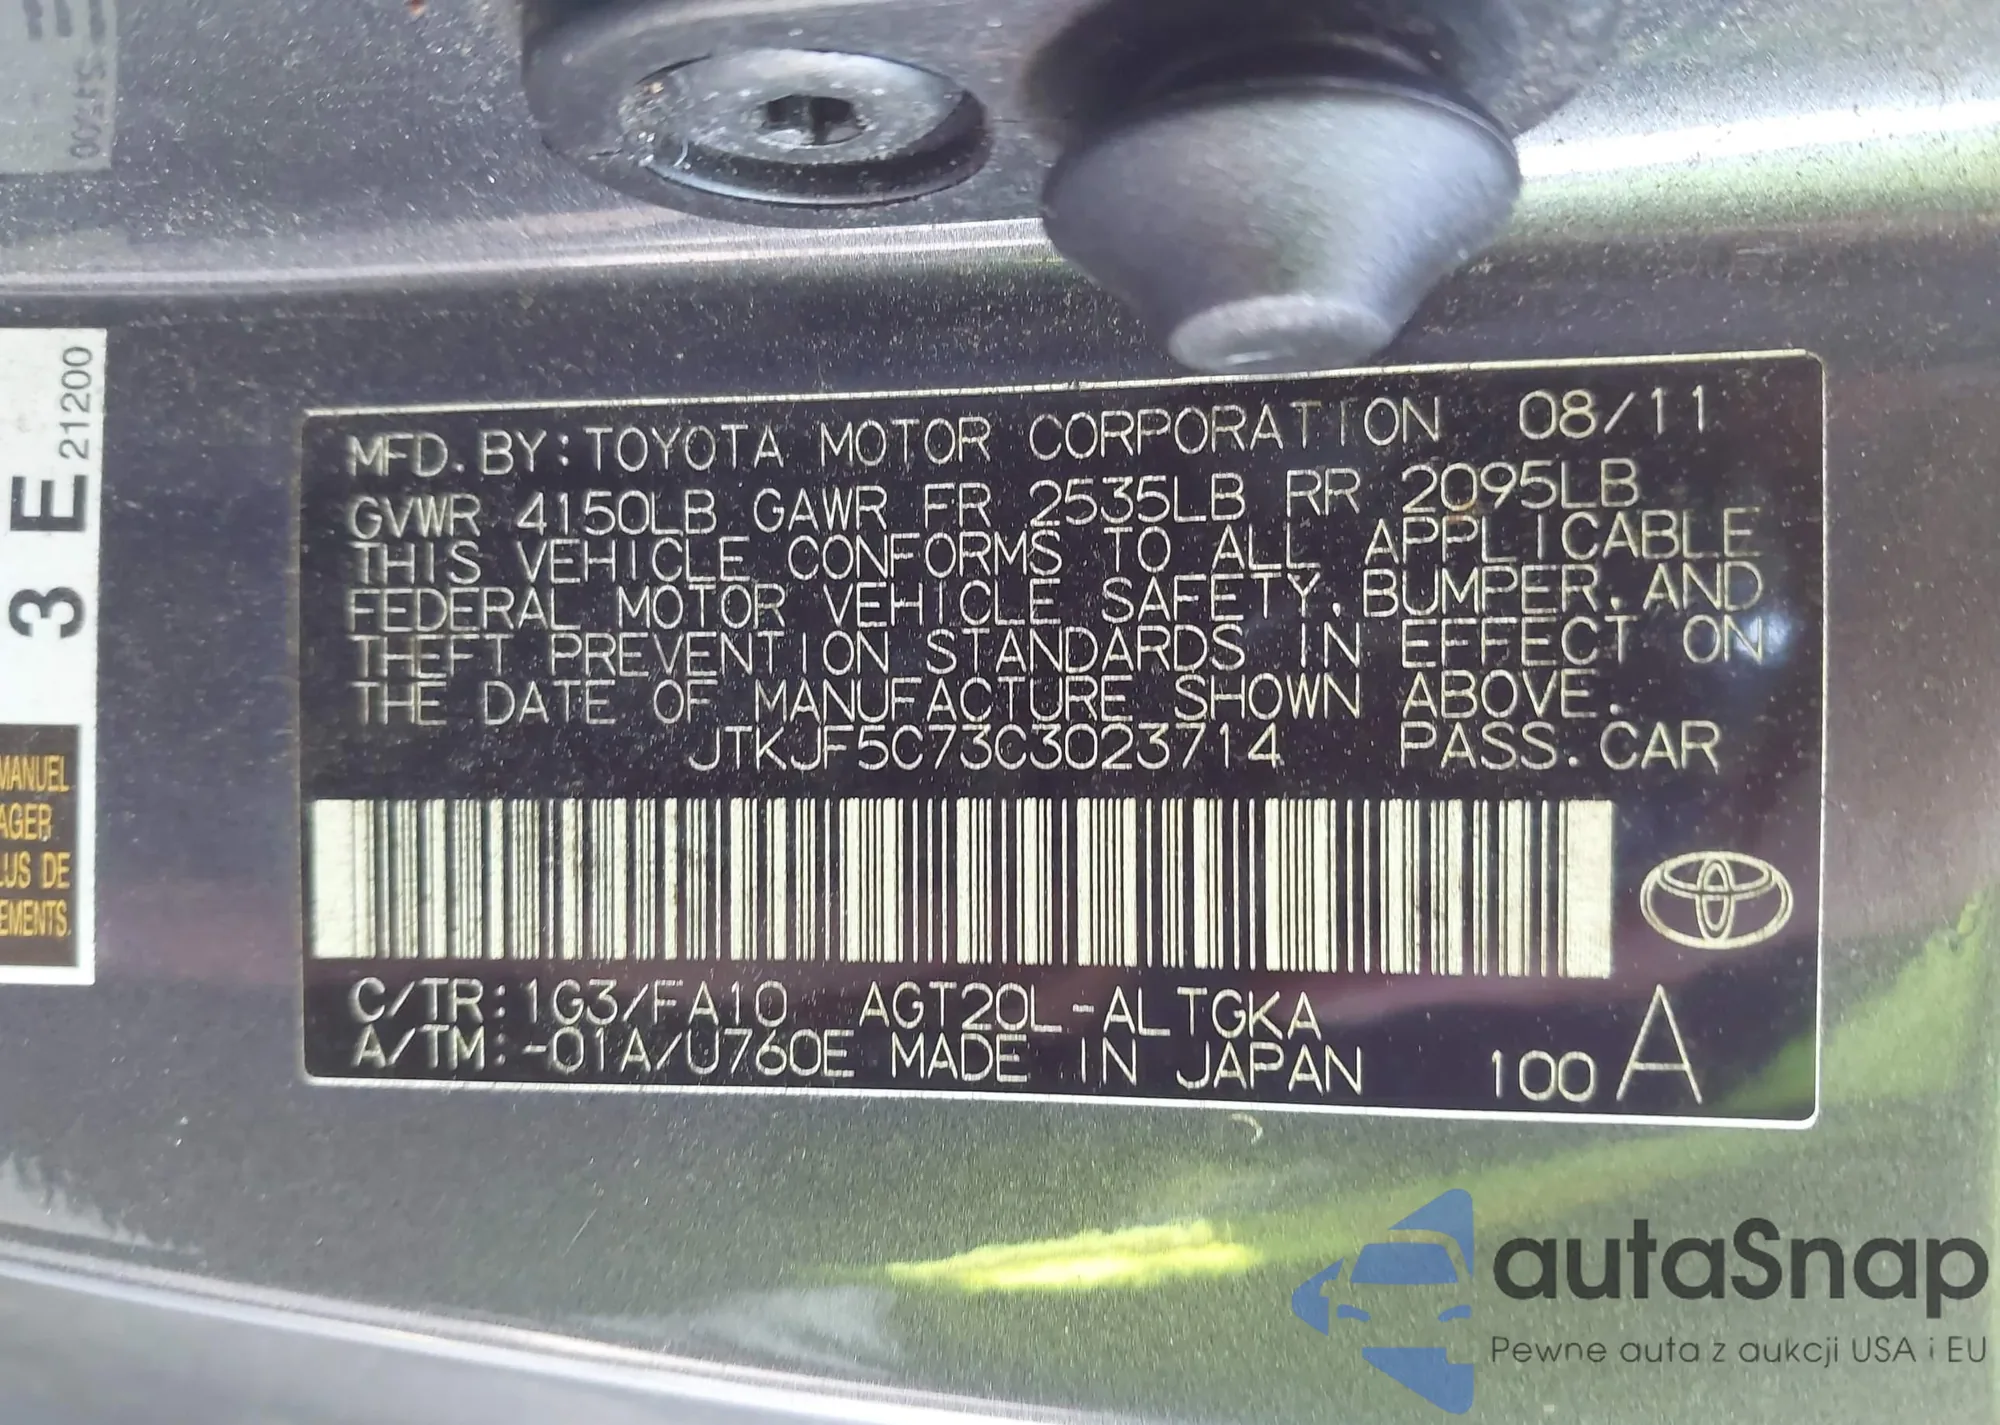 3 E 21200
MANUEL
AGER
LUS DE
EMENTS.
MFD. BY: TOYOTA MOTOR CORPORATION 08/11
GVWR 4150LB GAWR FR 2535LB RR 2095LB
THIS VEHICLE CONFORMS TO ALL APPLICABLE
FEDERAL MOTOR VEHICLE SAFETY, BUMPER, AND
THEFT PREVENTION STANDARDS IN EFFECT ON
THE DATE OF MANUFACTURE SHOWN ABOVE.
JTKJF5C73C3023714 PASS. CAR
C/TR: 1G3/FA10 AGT20L-ALTGKA
A/TM: -01A/U760E MADE IN JAPAN 100 A
autaSnap
Pewne auta z aukcji USA i EU